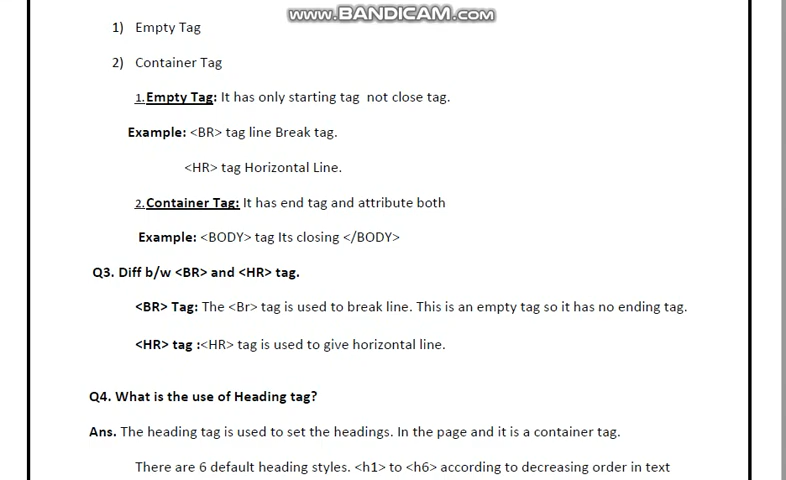 www.BANDICAM.com
1) Empty Tag
2) Container Tag
1.Empty Tag: It has only starting tag not close tag.
Example: <BR> tag line Break tag.
<HR> tag Horizontal Line.
2.Container Tag: It has end tag and attribute both
Example: <BODY> tag Its closing </BODY>
Q3. Diff b/w <BR> and <HR> tag.
<BR> Tag: The <Br> tag is used to break line. This is an empty tag so it has no ending tag.
<HR> tag :<HR> tag is used to give horizontal line.
Q4. What is the use of Heading tag?
Ans. The heading tag is used to set the headings. In the page and it is a container tag.
There are 6 default heading styles. <h1> to <h6> according to decreasing order in text